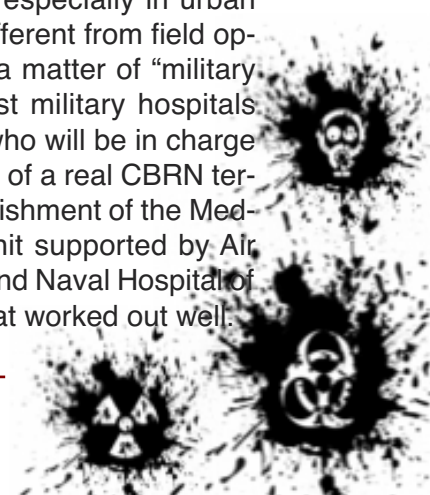 especially in urban
fferent from field op-
a matter of “military
st military hospitals
who will be in charge
of a real CBRN ter-
ishment of the Med-
nit supported by Air
nd Naval Hospital of
at worked out well.